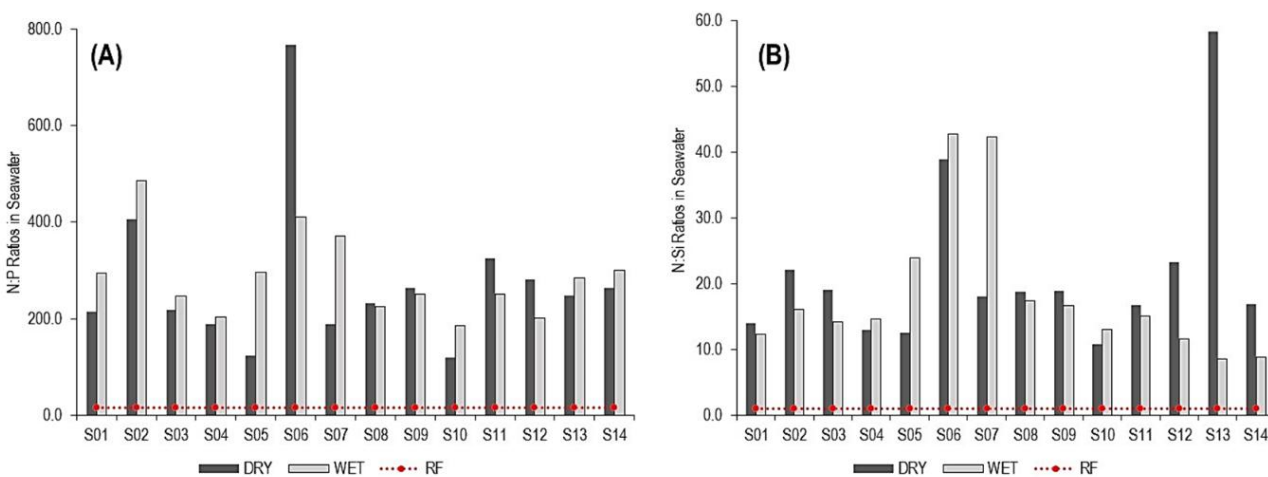 (A)
N:P Ratios in Seawater
800.0
600.0
400.0
200.0
0.0
S01 S02 S03 S04 S05 S06 S07 S08 S09 S10 S11 S12 S13 S14
DRY WET RF
(B)
N:Si Ratios in Seawater
60.0
50.0
40.0
30.0
20.0
10.0
0.0
S01 S02 S03 S04 S05 S06 S07 S08 S09 S10 S11 S12 S13 S14
DRY WET RF